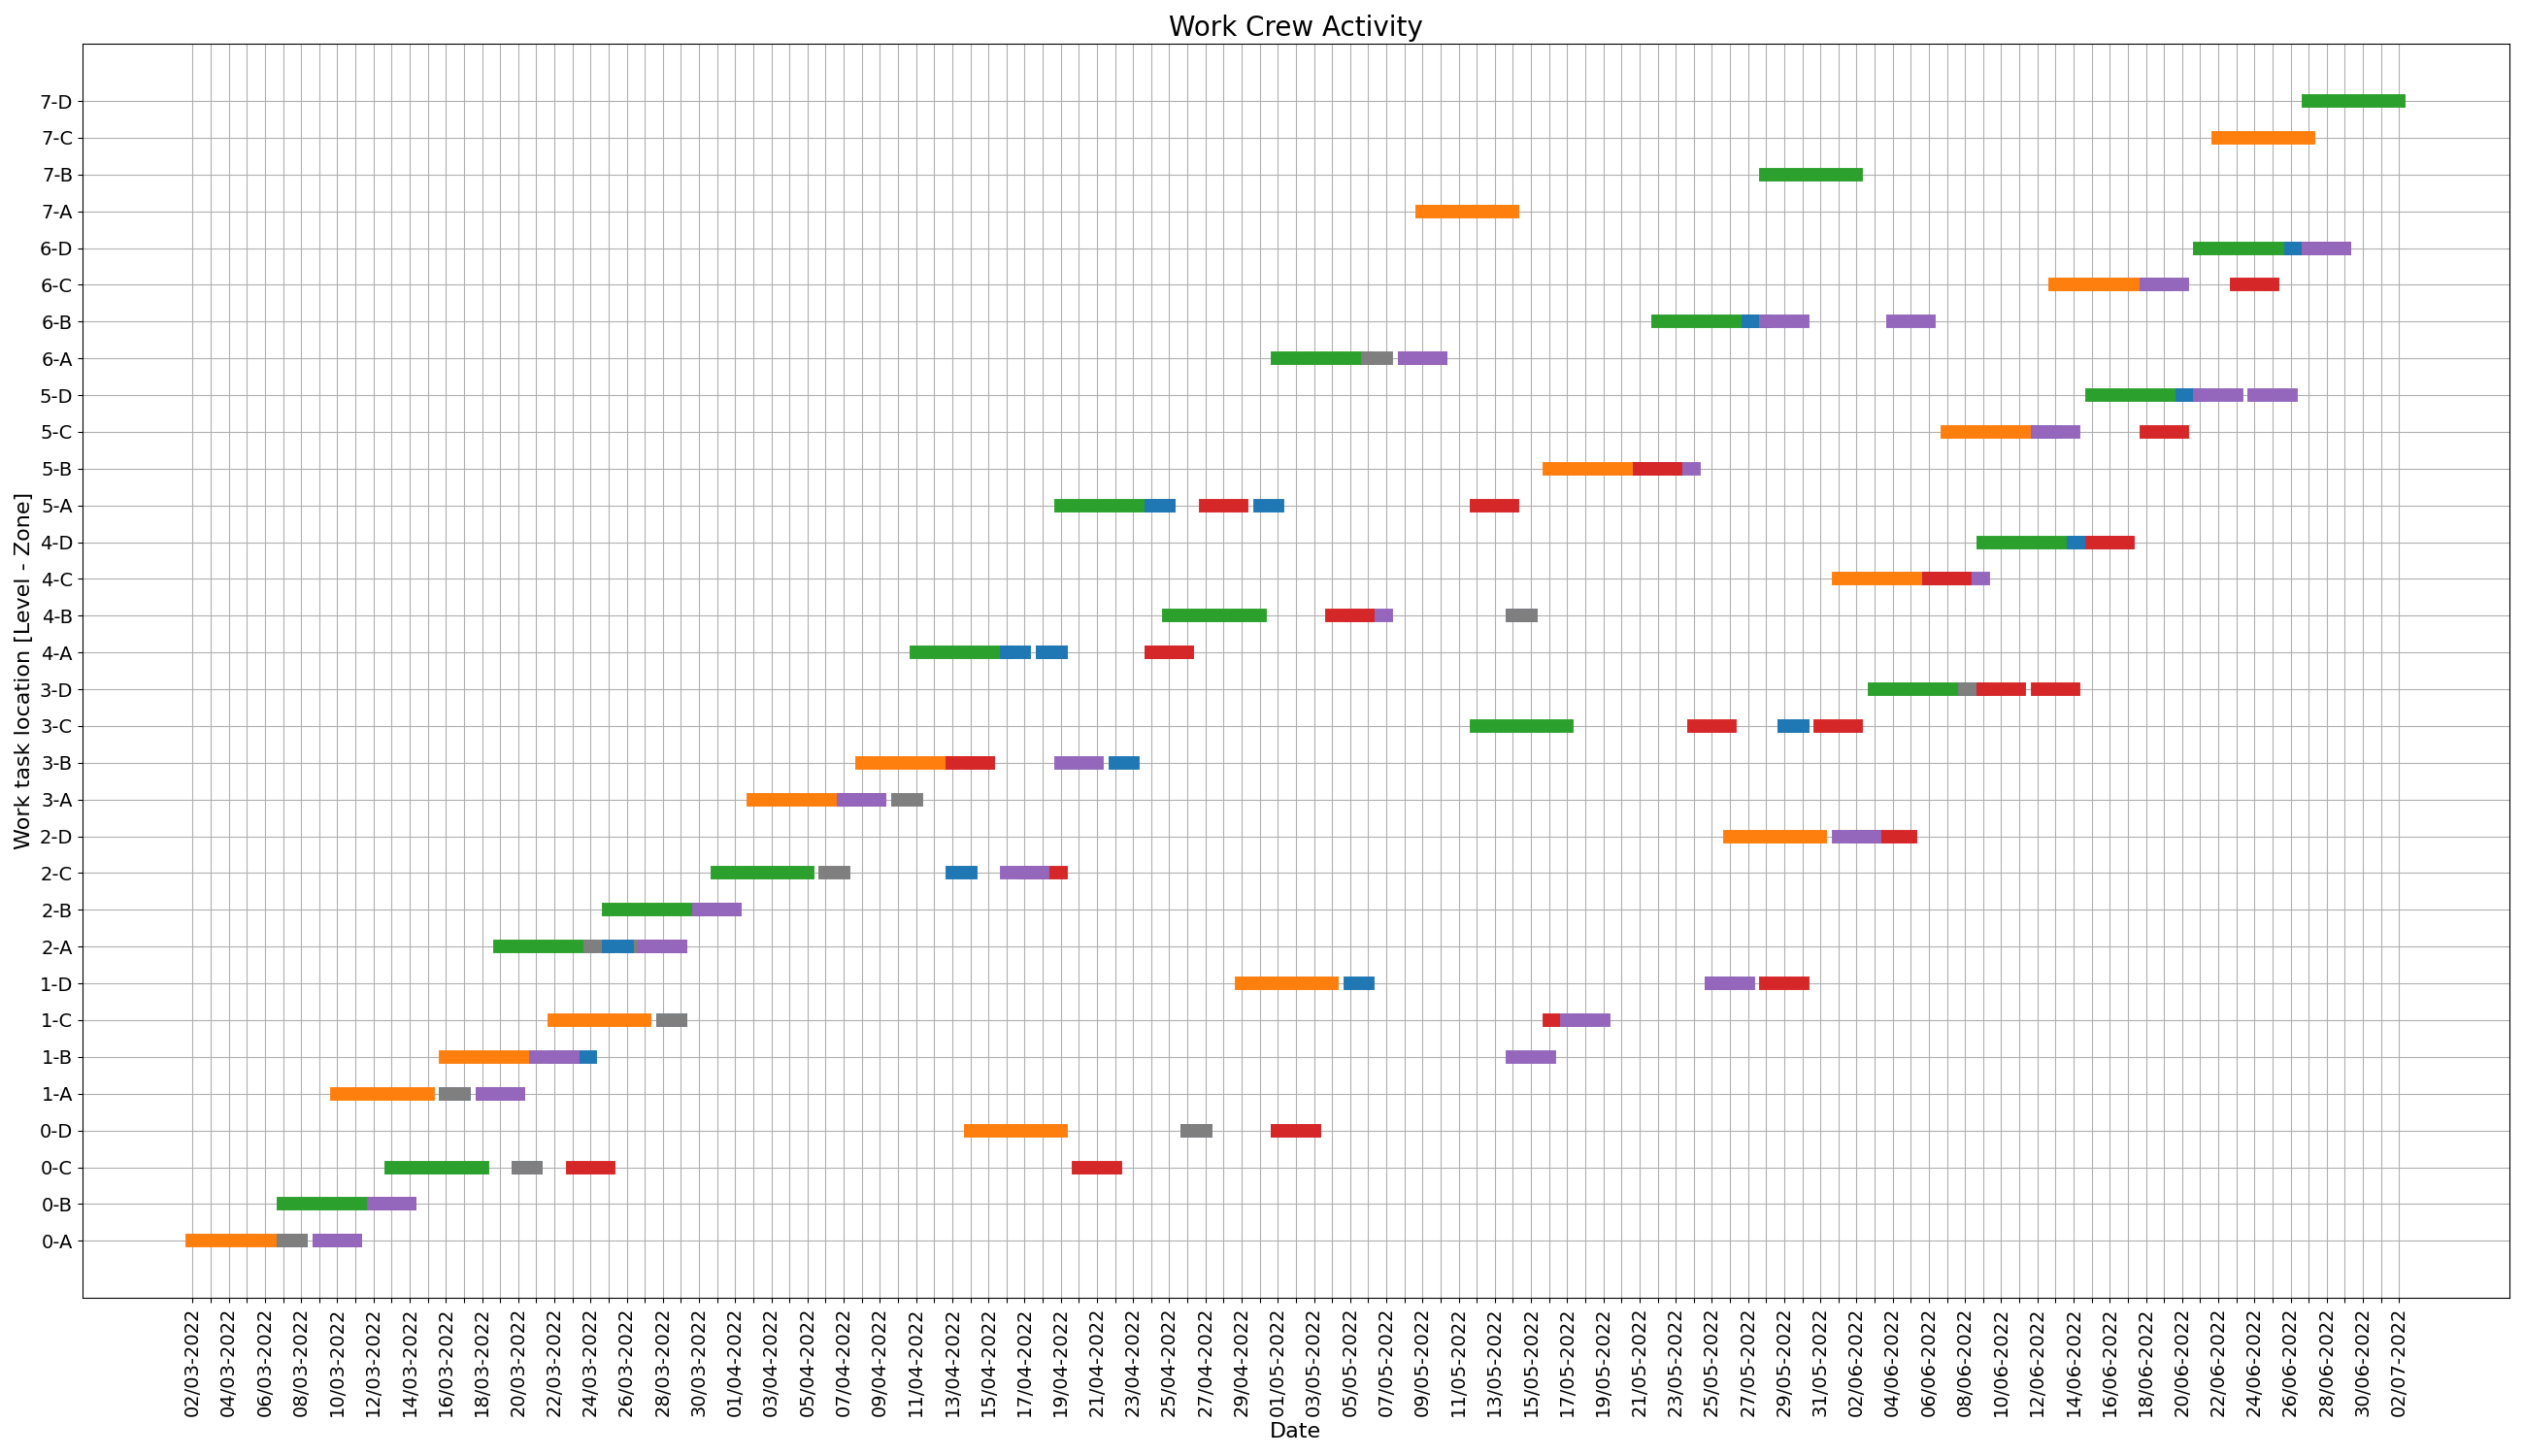 Work Crew Activity
Work task location [Level - Zone]
7-D
7-C
7-B
7-A
6-D
6-C
6-B
6-A
5-D
5-C
5-B
5-A
4-D
4-C
4-B
4-A
3-D
3-C
3-B
3-A
2-D
2-C
2-B
2-A
1-D
1-C
1-B
1-A
0-D
0-C
0-B
0-A
02/03-2022
04/03-2022
06/03-2022
08/03-2022
10/03-2022
12/03-2022
14/03-2022
16/03-2022
18/03-2022
20/03-2022
22/03-2022
24/03-2022
26/03-2022
28/03-2022
30/03-2022
01/04-2022
03/04-2022
05/04-2022
07/04-2022
09/04-2022
11/04-2022
13/04-2022
15/04-2022
17/04-2022
19/04-2022
21/04-2022
23/04-2022
25/04-2022
27/04-2022
29/04-2022
01/05-2022
03/05-2022
05/05-2022
07/05-2022
09/05-2022
11/05-2022
13/05-2022
15/05-2022
17/05-2022
19/05-2022
21/05-2022
23/05-2022
25/05-2022
27/05-2022
29/05-2022
31/05-2022
02/06-2022
04/06-2022
06/06-2022
08/06-2022
10/06-2022
12/06-2022
14/06-2022
16/06-2022
18/06-2022
20/06-2022
22/06-2022
24/06-2022
26/06-2022
28/06-2022
30/06-2022
02/07-2022
Date